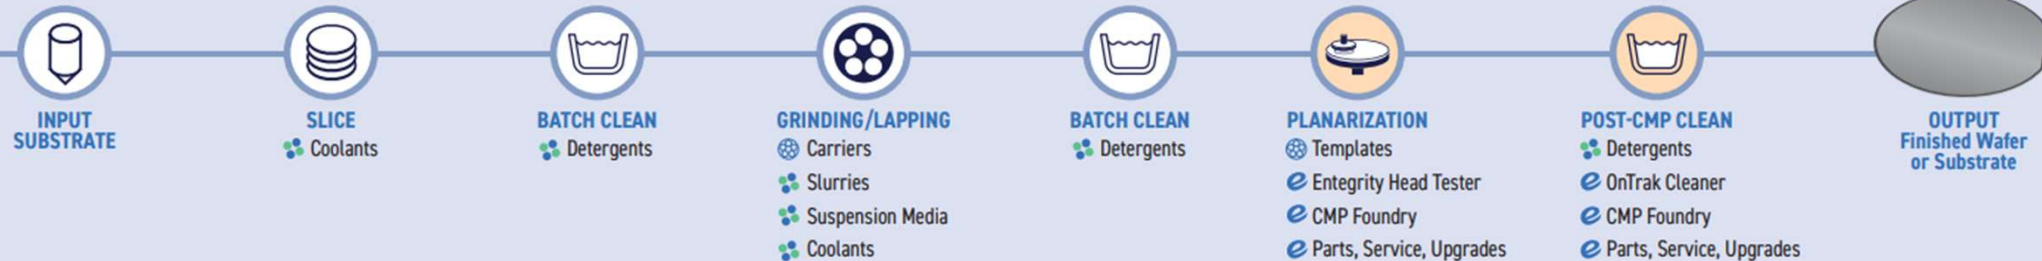 INPUT
SUBSTRATE
SLICE
Coolants
BATCH CLEAN
Detergents
GRINDING/LAPPING
Carriers
Slurries
Suspension Media
Coolants
BATCH CLEAN
Detergents
PLANARIZATION
Templates
Entegrity Head Tester
CMP Foundry
Parts, Service, Upgrades
POST-CMP CLEAN
Detergents
OnTrak Cleaner
CMP Foundry
Parts, Service, Upgrades
OUTPUT
Finished Wafer
or Substrate